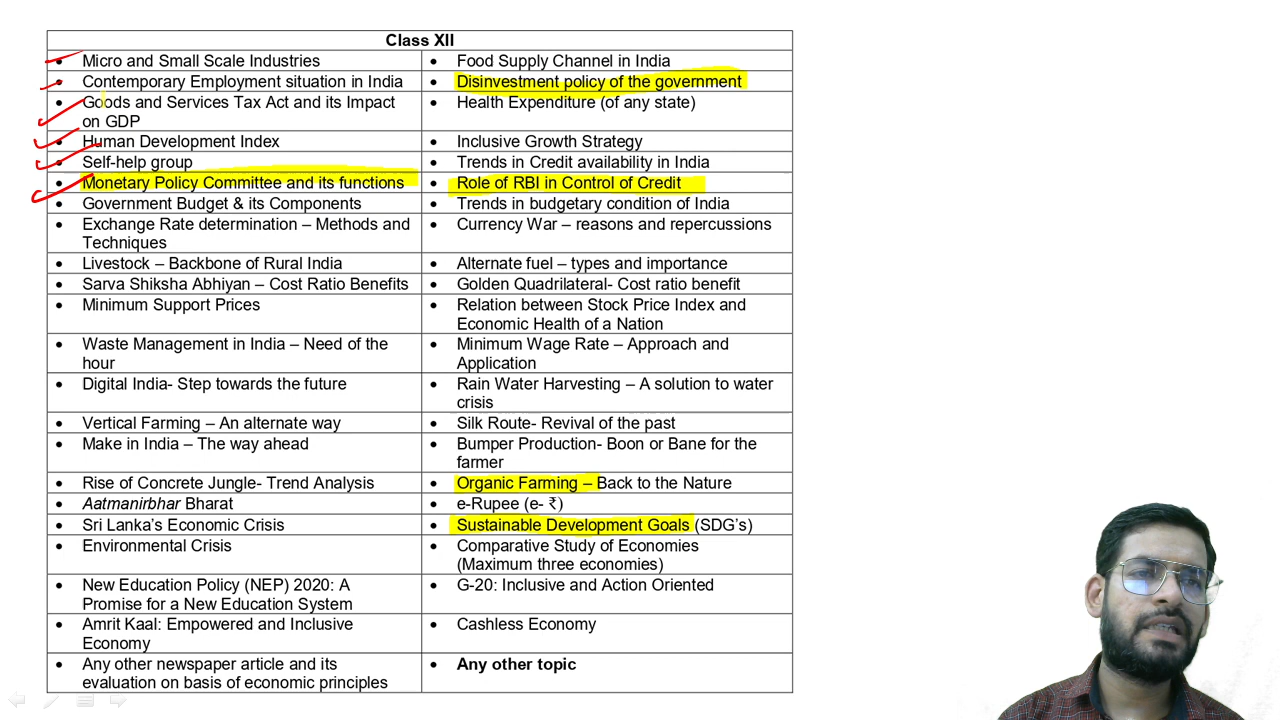 Class XII
• Micro and Small Scale Industries
• Food Supply Channel in India
• Contemporary Employment situation in India
• Disinvestment policy of the government
• Goods and Services Tax Act and its Impact
on GDP
• Health Expenditure (of any state)
• Human Development Index
• Inclusive Growth Strategy
• Self-help group
• Trends in Credit availability in India
• Monetary Policy Committee and its functions
• Role of RBI in Control of Credit
• Government Budget & its Components
• Trends in budgetary condition of India
• Exchange Rate determination – Methods and
Techniques
• Currency War – reasons and repercussions
• Livestock – Backbone of Rural India
• Alternate fuel – types and importance
• Sarva Shiksha Abhiyan – Cost Ratio Benefits
• Golden Quadrilateral- Cost ratio benefit
• Minimum Support Prices
• Relation between Stock Price Index and
Economic Health of a Nation
• Waste Management in India – Need of the
hour
• Minimum Wage Rate – Approach and
Application
• Digital India- Step towards the future
• Rain Water Harvesting – A solution to water
crisis
• Vertical Farming – An alternate way
• Silk Route- Revival of the past
• Make in India – The way ahead
• Bumper Production- Boon or Bane for the
farmer
• Rise of Concrete Jungle- Trend Analysis
• Organic Farming – Back to the Nature
• Aatmanirbhar Bharat
• e-Rupee (e- ₹)
• Sri Lanka’s Economic Crisis
• Sustainable Development Goals (SDG’s)
• Environmental Crisis
• Comparative Study of Economies
(Maximum three economies)
• New Education Policy (NEP) 2020: A
Promise for a New Education System
• G-20: Inclusive and Action Oriented
• Amrit Kaal: Empowered and Inclusive
Economy
• Cashless Economy
• Any other newspaper article and its
evaluation on basis of economic principles
• Any other topic